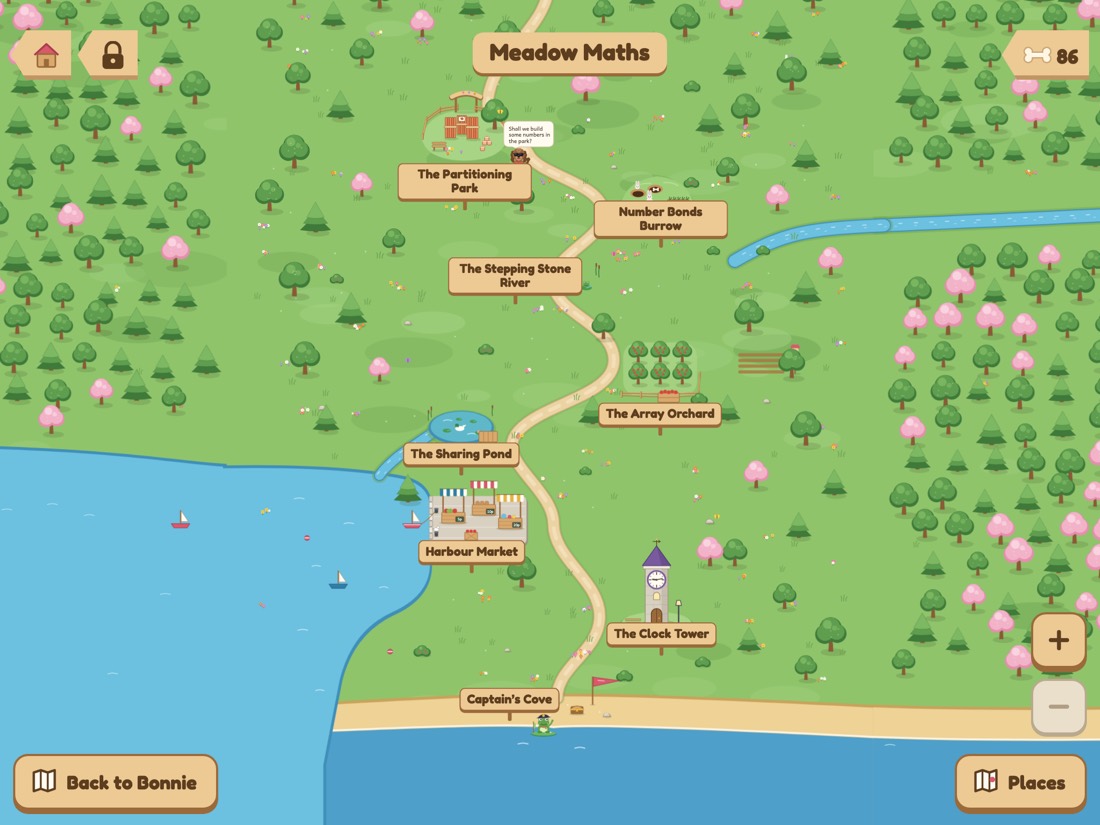 Meadow Maths
86
Shall we build
some numbers in
the park?
The Partitioning
Park
Number Bonds
Burrow
The Stepping Stone
River
The Array Orchard
The Sharing Pond
Harbour Market
The Clock Tower
Captain's Cove
+
−
Back to Bonnie
Places